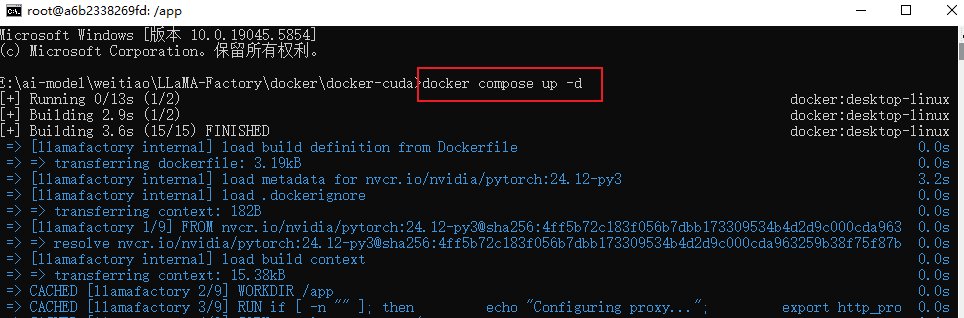 root@a6b2338269fd: /app
Microsoft Windows [版本 10.0.19045.5854]
(c) Microsoft Corporation。保留所有权利。
E:\ai-model\weitiao\LLaMA-Factory\docker\docker-cuda>docker compose up -d
[+] Running 0/13s (1/2) docker:desktop-linux
[+] Building 2.9s (1/2) docker:desktop-linux
[+] Building 3.6s (15/15) FINISHED docker:desktop-linux
=> [llamafactory internal] load build definition from Dockerfile 0.0s
=> => transferring dockerfile: 3.19kB 0.0s
=> [llamafactory internal] load metadata for nvcr.io/nvidia/pytorch:24.12-py3 3.2s
=> [llamafactory internal] load .dockerignore 0.0s
=> => transferring context: 182B 0.0s
=> [llamafactory 1/9] FROM nvcr.io/nvidia/pytorch:24.12-py3@sha256:4ff5b72c183f056b7dbb173309534b4d2d9c000cda963 0.0s
=> => resolve nvcr.io/nvidia/pytorch:24.12-py3@sha256:4ff5b72c183f056b7dbb173309534b4d2d9c000cda963259b38f75f87b 0.0s
=> [llamafactory internal] load build context 0.0s
=> => transferring context: 15.38kB 0.0s
=> CACHED [llamafactory 2/9] WORKDIR /app 0.0s
=> CACHED [llamafactory 3/9] RUN if [ -n "" ]; then echo "Configuring proxy..."; export http_pro 0.0s